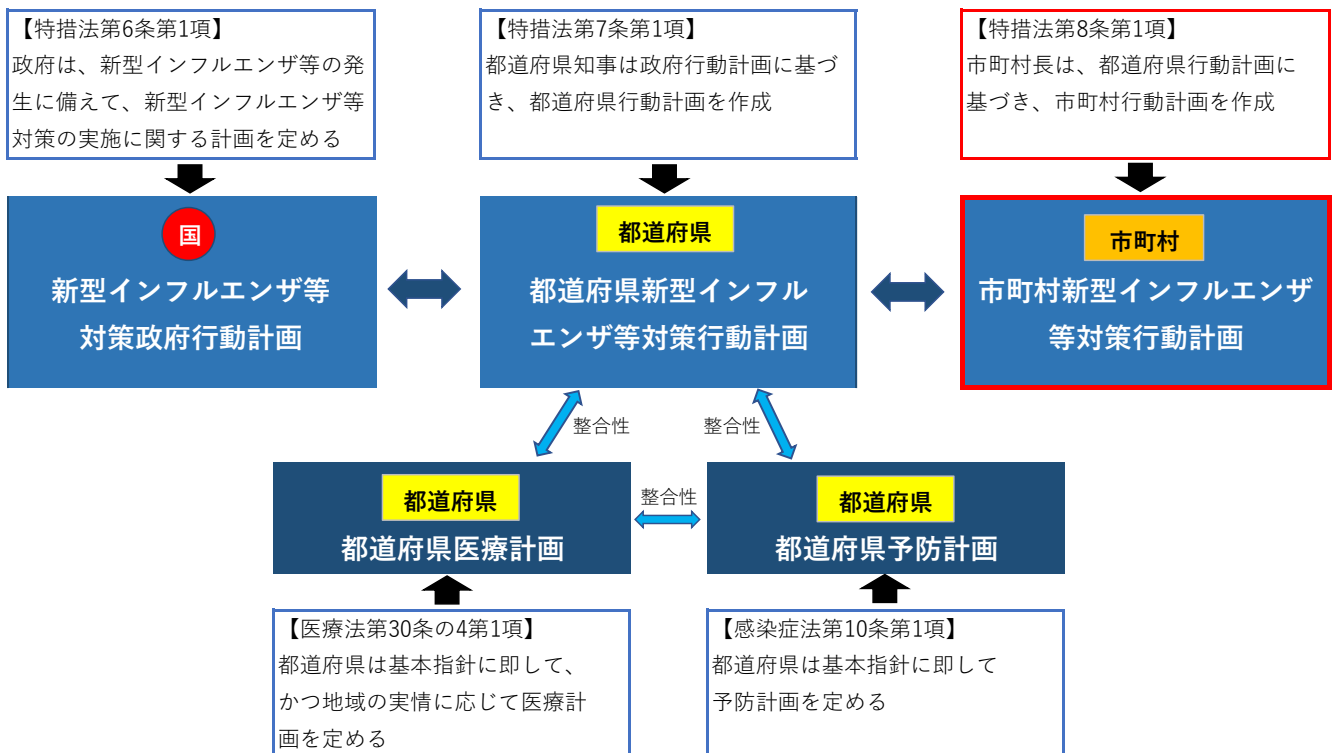 【特措法第6条第1項】
政府は、新型インフルエンザ等の発
生に備えて、新型インフルエンザ等
対策の実施に関する計画を定める
【特措法第7条第1項】
都道府県知事は政府行動計画に基づ
き、都道府県行動計画を作成
【特措法第8条第1項】
市町村長は、都道府県行動計画に
基づき、市町村行動計画を作成
国
新型インフルエンザ等
対策政府行動計画
都道府県
都道府県新型インフル
エンザ等対策行動計画
市町村
市町村新型インフルエンザ
等対策行動計画
整合性
整合性
都道府県
都道府県医療計画
整合性
都道府県
都道府県予防計画
【医療法第30条の4第1項】
都道府県は基本指針に即して、
かつ地域の実情に応じて医療計
画を定める
【感染症法第10条第1項】
都道府県は基本指針に即して
予防計画を定める